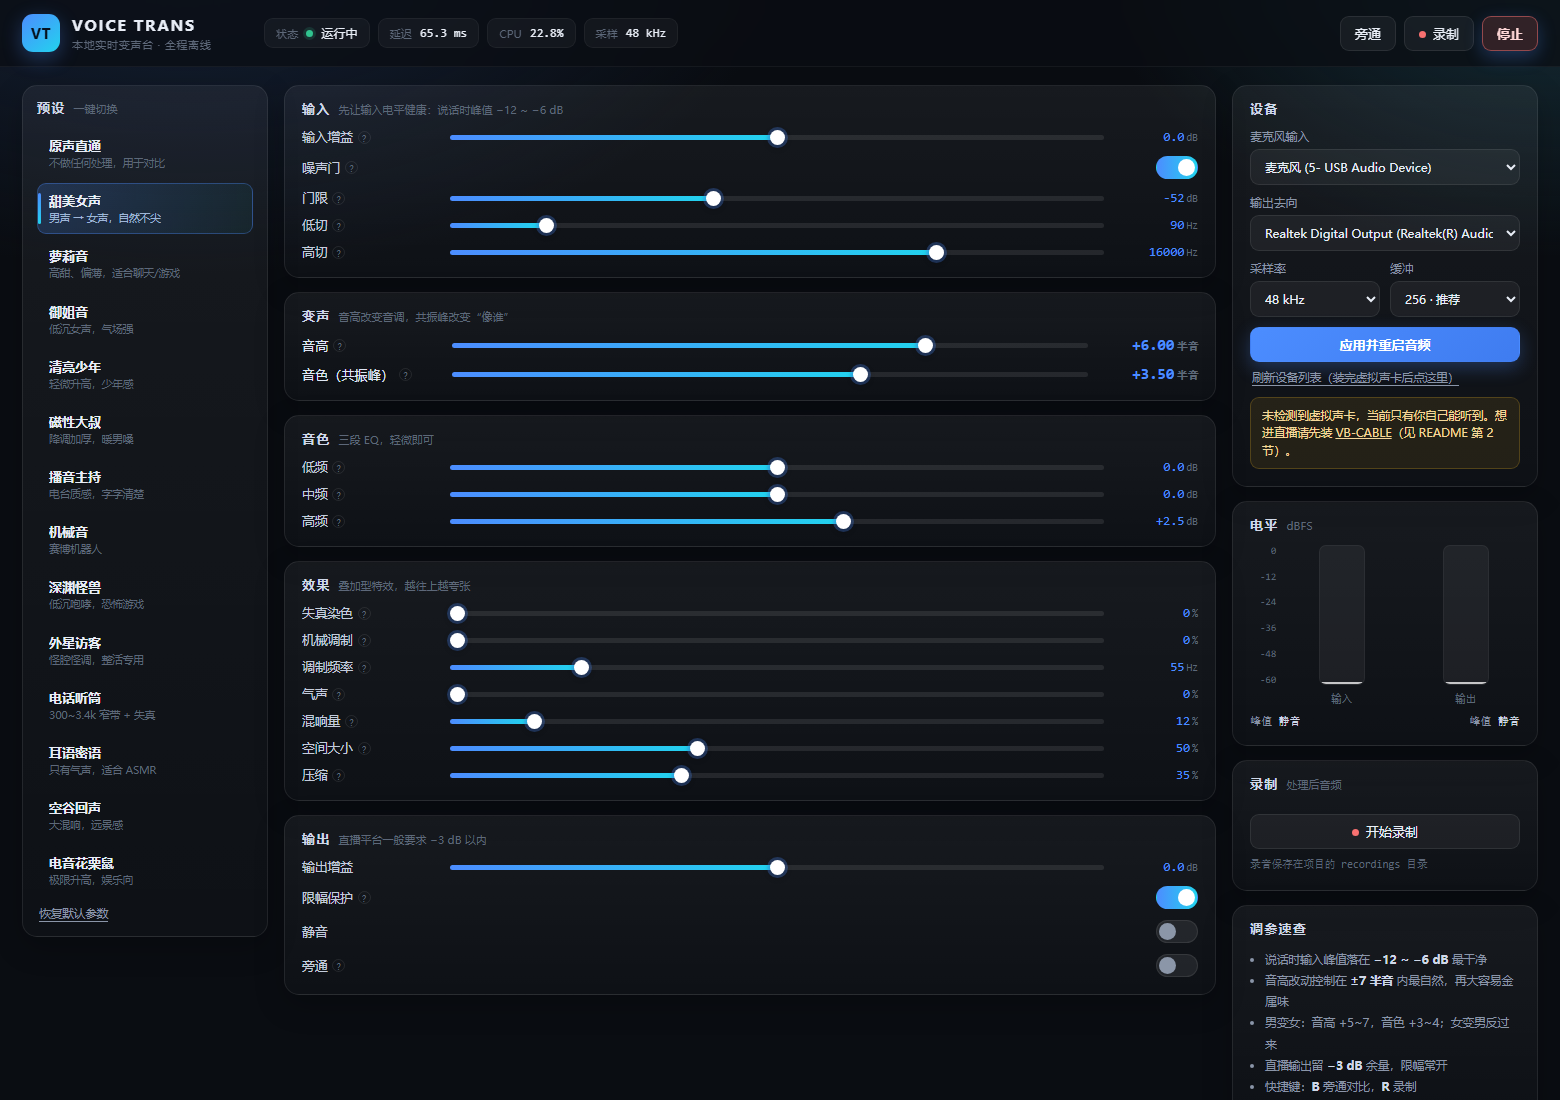 VT
VOICE TRANS
本地实时变声台 · 全程离线
状态 运行中
延迟 65.3 ms
CPU 22.8%
采样 48 kHz
旁通
录制
停止
预设 一键切换
原声直通
不做任何处理，用于对比
甜美女声
男声 → 女声，自然不尖
萝莉音
高甜、偏薄，适合聊天/游戏
御姐音
低沉女声，气场强
清亮少年
轻微升高，少年感
磁性大叔
降调加厚，暖男嗓
播音主持
电台质感，字字清楚
机械音
赛博机器人
深渊怪兽
低沉咆哮，恐怖游戏
外星访客
怪腔怪调，整活专用
电话听筒
300~3.4k 窄带 + 失真
耳语密语
只有气声，适合 ASMR
空谷回声
大混响，远景感
电音花栗鼠
极限升高，娱乐向
恢复默认参数
输入 先让输入电平健康：说话时峰值 −12 ~ −6 dB
输入增益 ? 0.0 dB
噪声门 ?
门限 ? -52 dB
低切 ? 90 Hz
高切 ? 16000 Hz
变声 音高改变音调，共振峰改变“像谁”
音高 ? +6.00 半音
音色（共振峰） ? +3.50 半音
音色 三段 EQ，轻微即可
低频 ? 0.0 dB
中频 ? 0.0 dB
高频 ? +2.5 dB
效果 叠加型特效，越往上越夸张
失真染色 ? 0 %
机械调制 ? 0 %
调制频率 ? 55 Hz
气声 ? 0 %
混响量 ? 12 %
空间大小 ? 50 %
压缩 ? 35 %
输出 直播平台一般要求 −3 dB 以内
输出增益 0.0 dB
限幅保护 ?
静音
旁通 ?
设备
麦克风输入
麦克风 (5- USB Audio Device)
输出去向
Realtek Digital Output (Realtek(R) Audic
采样率 缓冲
48 kHz 256 · 推荐
应用并重启音频
刷新设备列表（装完虚拟声卡后点这里）
未检测到虚拟声卡，当前只有你自己能听到。想
进直播请先装 VB-CABLE（见 README 第 2
节）。
电平 dBFS
0
-12
-24
-36
-48
-60
输入 输出
峰值 静音 峰值 静音
录制 处理后音频
开始录制
录音保存在项目的 recordings 目录
调参速查
说话时输入峰值落在 −12 ~ −6 dB 最干净
音高改动控制在 ±7 半音 内最自然，再大容易金
属味
男变女：音高 +5~7，音色 +3~4；女变男反过
来
直播输出留 −3 dB 余量，限幅常开
快捷键：B 旁通对比，R 录制